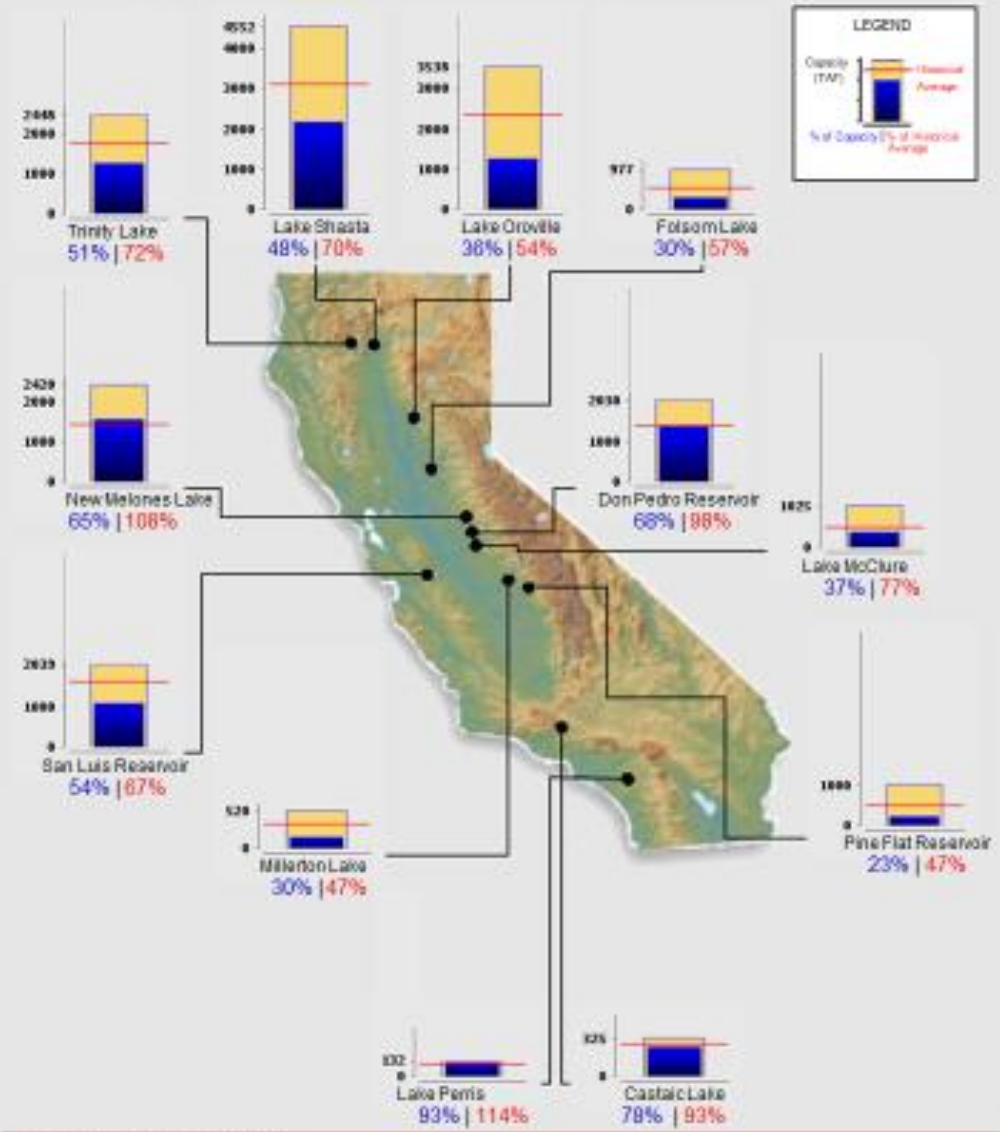 4552
4000
3000
2000
1000
0
Lake Shasta
48% | 70%
3538
3000
2000
1000
0
Lake Oroville
36% | 54%
LEGEND
Capacity
(TAF)
Historical
Average
% of Capacity | % of Historical
Average
2448
2000
1000
0
Trinity Lake
51% | 72%
977
0
Folsom Lake
30% | 57%
2420
2000
1000
0
New Melones Lake
65% | 108%
2030
1000
0
Don Pedro Reservoir
68% | 98%
1025
0
Lake McClure
37% | 77%
2039
1000
0
San Luis Reservoir
54% | 67%
520
0
Millerton Lake
30% | 47%
1000
0
Pine Flat Reservoir
23% | 47%
132
0
Lake Perris
93% | 114%
325
0
Castaic Lake
78% | 93%